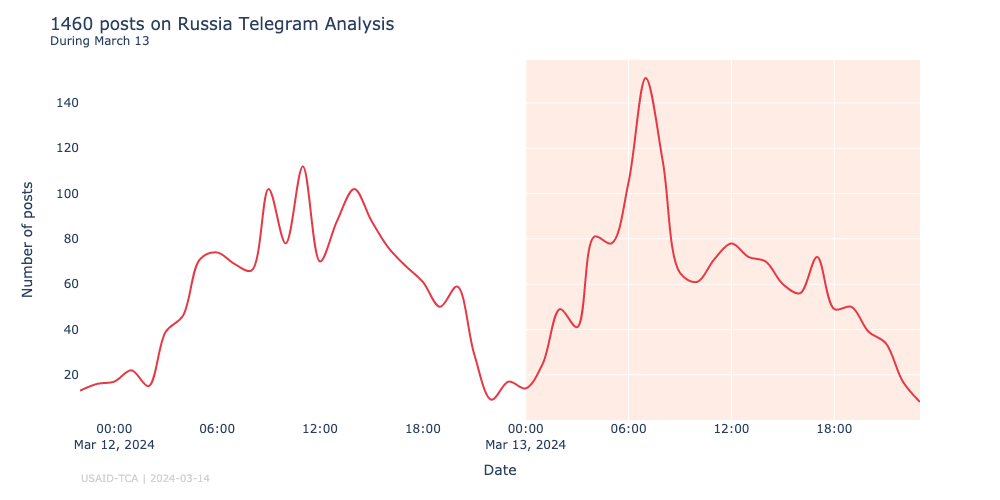 1460 posts on Russia Telegram Analysis
During March 13
140
120
100
80
60
40
20
Number of posts
00:00 06:00 12:00 18:00 00:00 06:00 12:00 18:00
Mar 12, 2024 Mar 13, 2024
Date
USAID-TCA | 2024-03-14